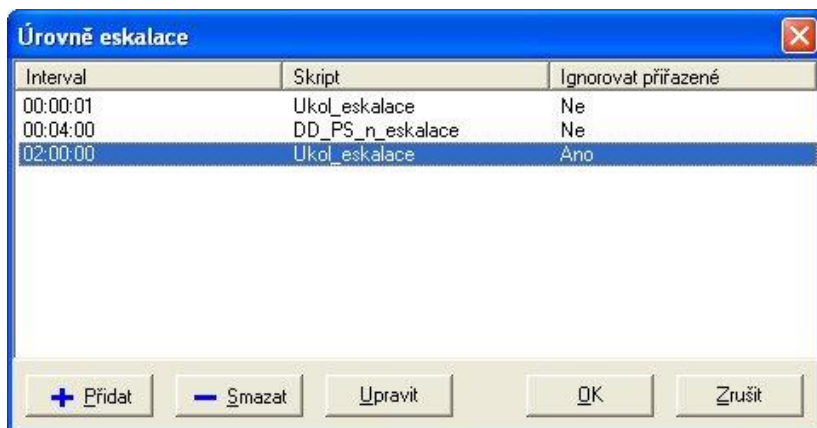 Úrovně eskalace
Interval Skript Ignorovat přiřazené
00:00:01 Ukol_eskalace Ne
00:04:00 DD_PS_n_eskalace Ne
02:00:00 Ukol_eskalace Ano
Přidat Smazat Upravit OK Zrušit